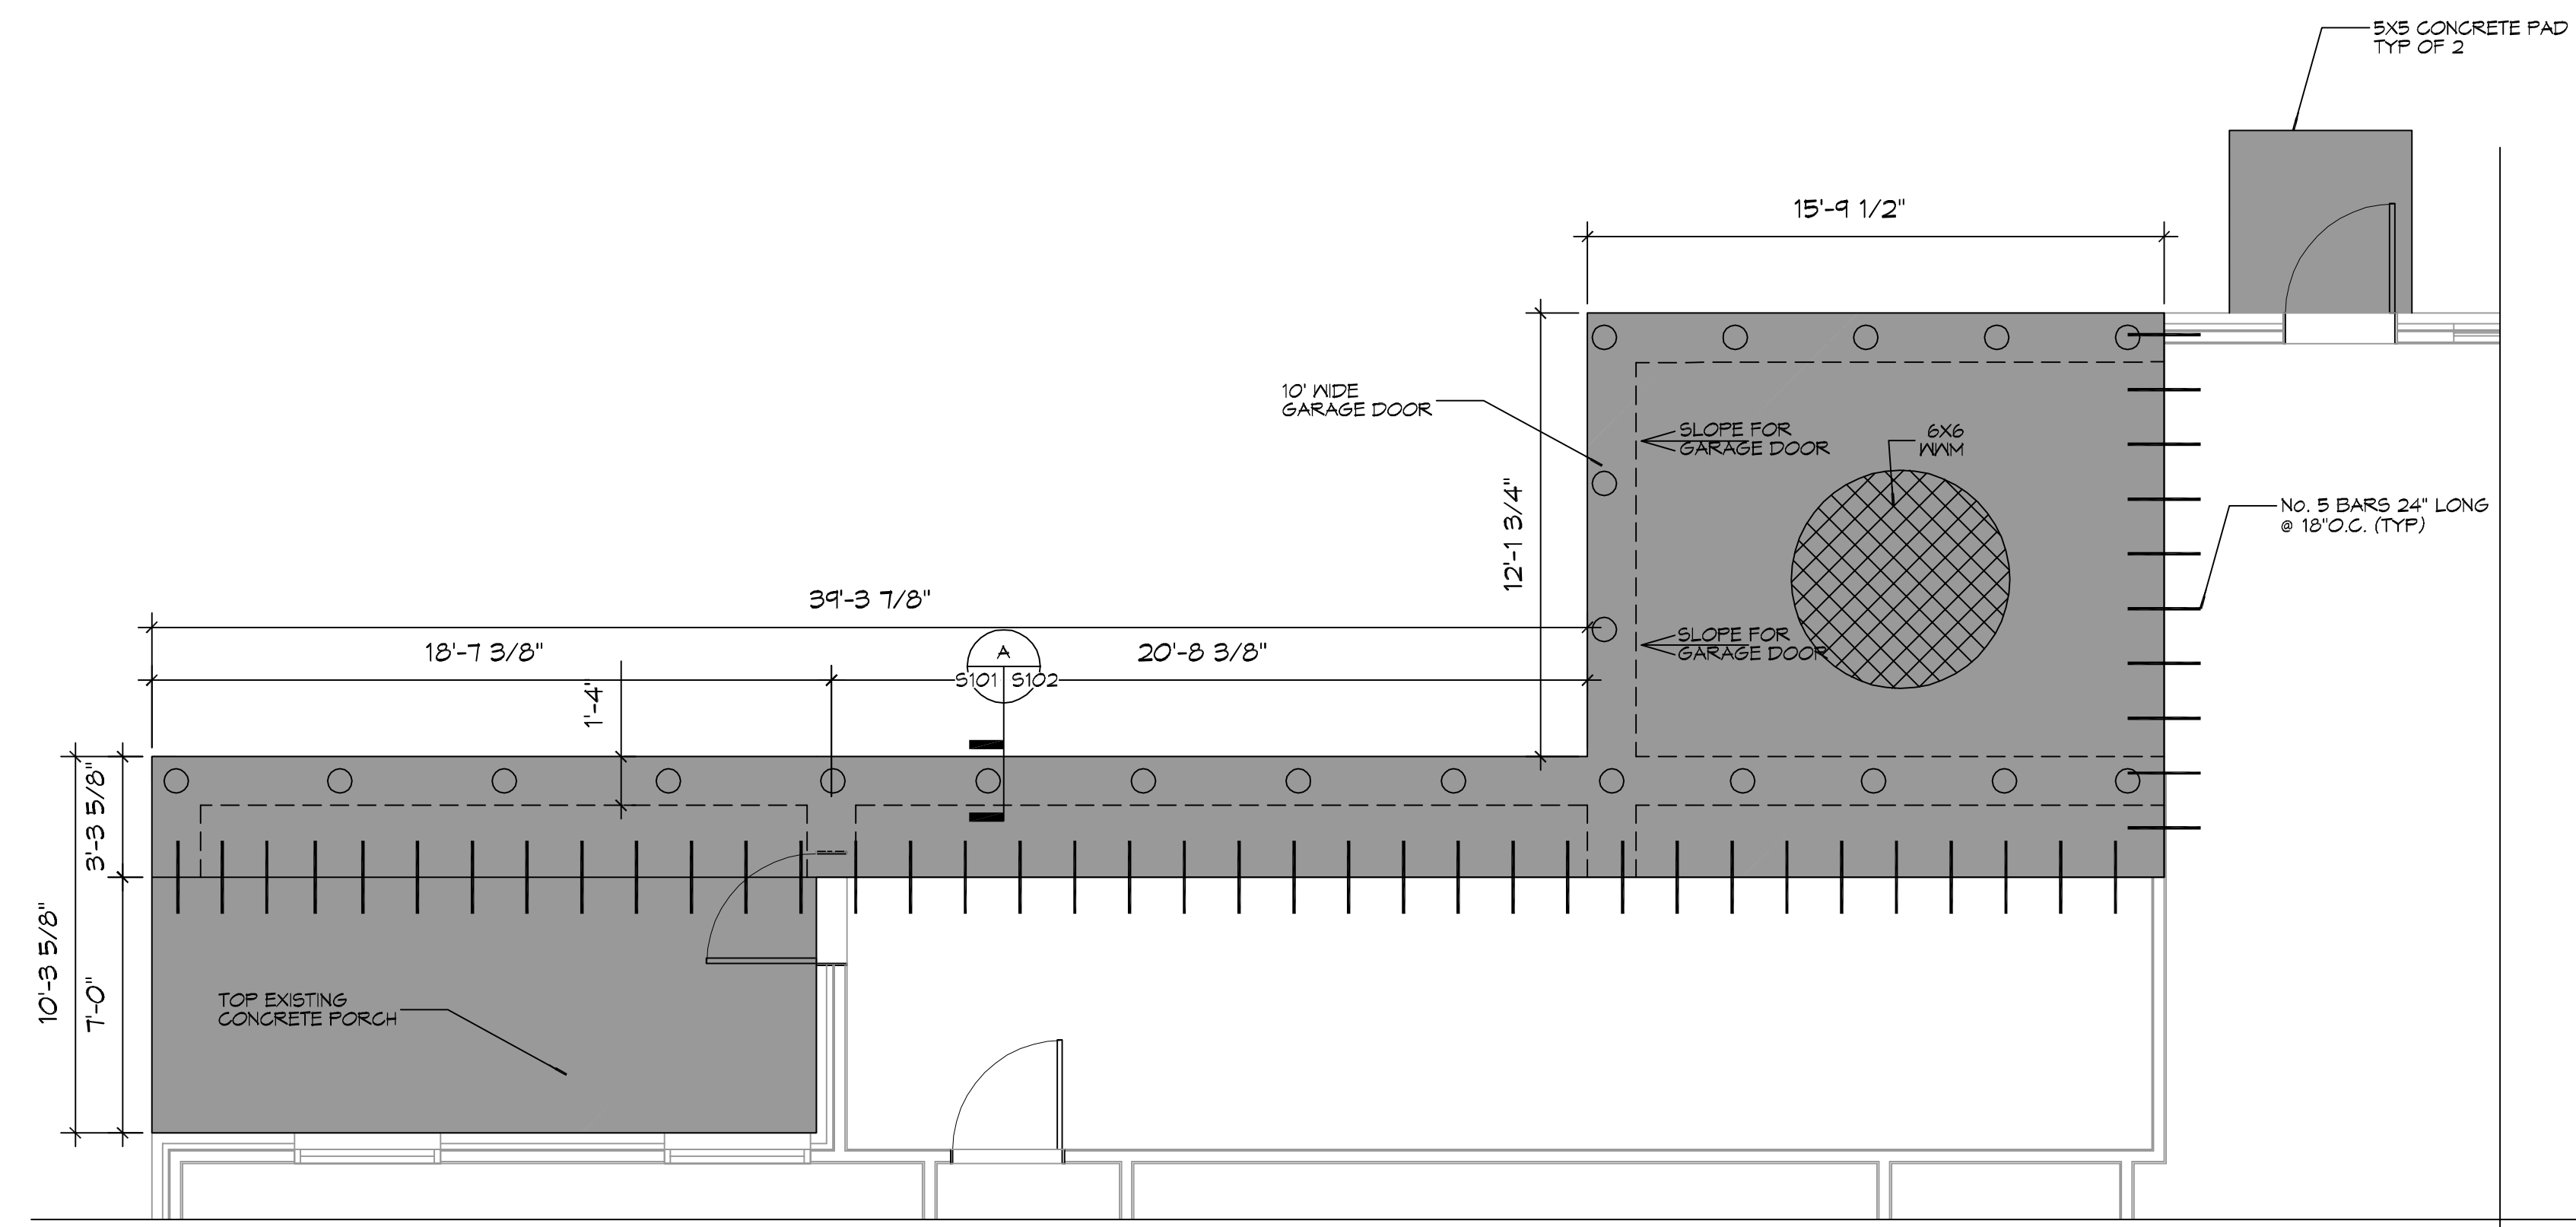 5X5 CONCRETE PAD
TYP OF 2
15'-9 1/2"
10' WIDE
GARAGE DOOR
SLOPE FOR
GARAGE DOOR
6X6
WWM
12'-1 3/4"
No. 5 BARS 24" LONG
@ 18"O.C. (TYP)
39'-3 7/8"
18'-7 3/8"
A
20'-8 3/8"
SLOPE FOR
GARAGE DOOR
S101 S102
1'-4"
3'-3 5/8"
10'-3 5/8"
7'-0"
TOP EXISTING
CONCRETE PORCH